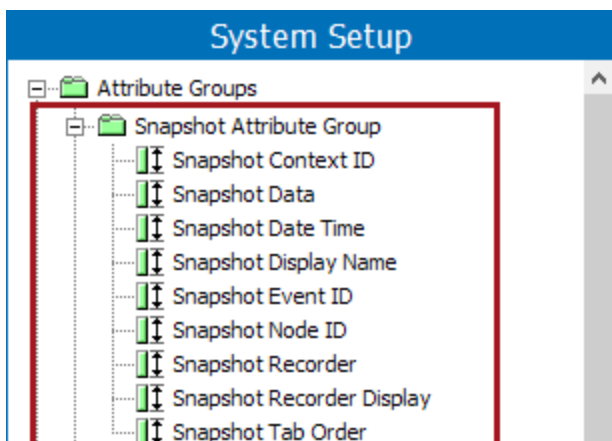 System Setup
Attribute Groups
Snapshot Attribute Group
Snapshot Context ID
Snapshot Data
Snapshot Date Time
Snapshot Display Name
Snapshot Event ID
Snapshot Node ID
Snapshot Recorder
Snapshot Recorder Display
Snapshot Tab Order